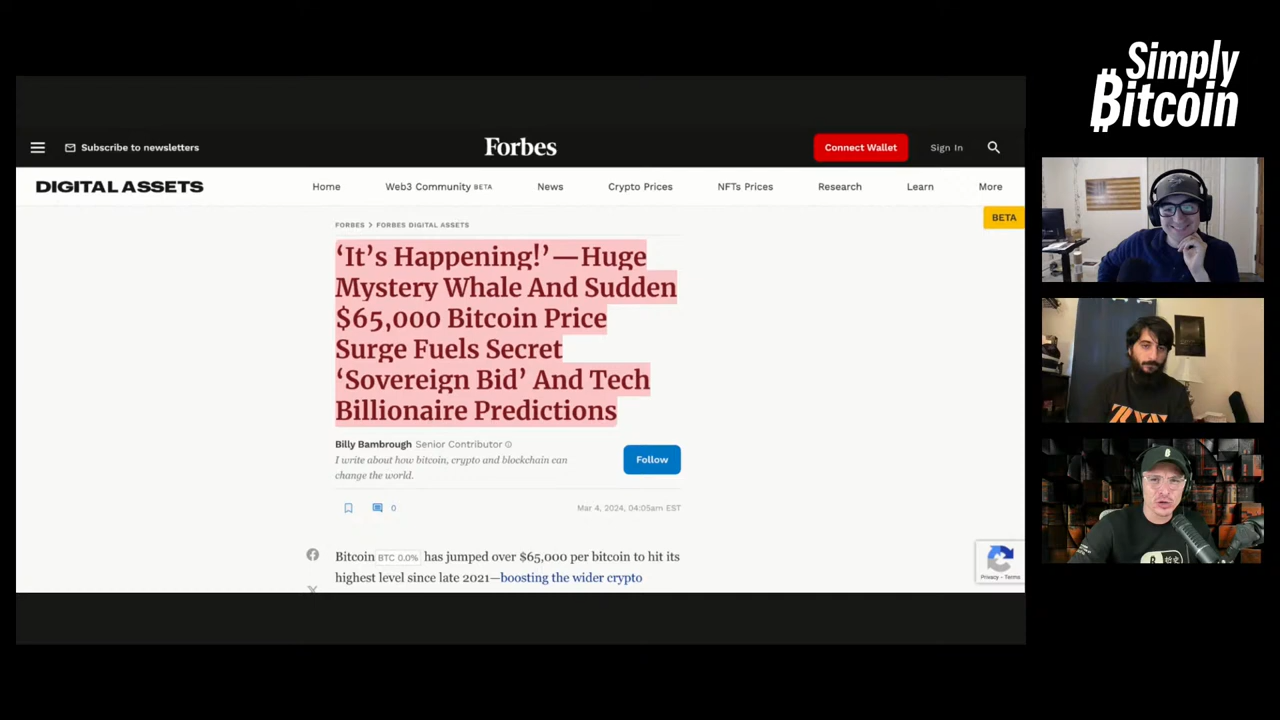 Simply
Bitcoin
Subscribe to newsletters
Forbes
Connect Wallet
Sign In
DIGITAL ASSETS
Home
Web3 Community BETA
News
Crypto Prices
NFTs Prices
Research
Learn
More
BETA
FORBES > FORBES DIGITAL ASSETS
‘It’s Happening!’—Huge
Mystery Whale And Sudden
$65,000 Bitcoin Price
Surge Fuels Secret
‘Sovereign Bid’ And Tech
Billionaire Predictions
Billy Bambrough Senior Contributor
I write about how bitcoin, crypto and blockchain can
change the world.
Follow
0
Mar 4, 2024, 04:05am EST
Bitcoin BTC 0.0% has jumped over $65,000 per bitcoin to hit its
highest level since late 2021—boosting the wider crypto
Privacy - Terms